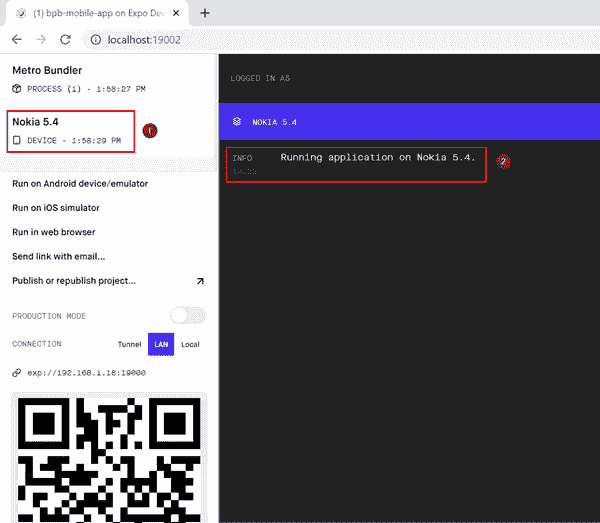 (1) bpb-mobile-app on Expo Dev
localhost:19002
Metro Bundler
PROCESS (1) - 1:58:27 PM
Nokia 5.4
DEVICE - 1:58:29 PM
1
Run on Android device/emulator
Run on iOS simulator
Run in web browser
Send link with email...
Publish or republish project...
PRODUCTION MODE
CONNECTION
Tunnel
LAN
Local
exp://192.168.1.18:19000
LOGGED IN AS
NOKIA 5.4
INFO
Running application on Nokia 5.4.
2